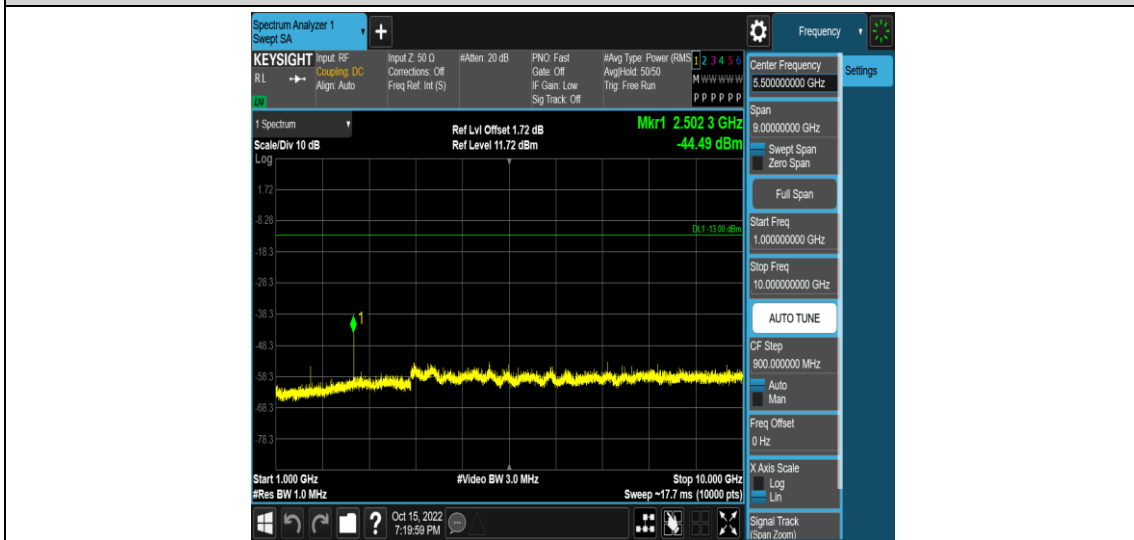 Spectrum Analyzer 1
Swept SA
+
Frequency
KEYSIGHT
RL
LXI
Input: RF
Coupling: DC
Align: Auto
Input Z: 50 Ω
Corrections: Off
Freq Ref: Int (S)
#Atten: 20 dB
PNO: Fast
Gate: Off
IF Gain: Low
Sig Track: Off
#Avg Type: Power (RMS
Avg|Hold: 50/50
Trig: Free Run
1 2 3 4 5 6
M W W W W W
P P P P P P
1 Spectrum
Scale/Div 10 dB
Log
Ref Lvl Offset 1.72 dB
Ref Level 11.72 dBm
Mkr1 2.502 3 GHz
-44.49 dBm
1.72
-8.28
DL1 -13.00 dBm
-18.3
-28.3
-38.3
1
-48.3
-58.3
-68.3
-78.3
Start 1.000 GHz
#Res BW 1.0 MHz
#Video BW 3.0 MHz
Stop 10.000 GHz
Sweep ~17.7 ms (10000 pts)
?
Oct 15, 2022
7:19:59 PM
Center Frequency
5.500000000 GHz
Settings
Span
9.00000000 GHz
Swept Span
Zero Span
Full Span
Start Freq
1.000000000 GHz
Stop Freq
10.000000000 GHz
AUTO TUNE
CF Step
900.000000 MHz
Auto
Man
Freq Offset
0 Hz
X Axis Scale
Log
Lin
Signal Track
(Span Zoom)